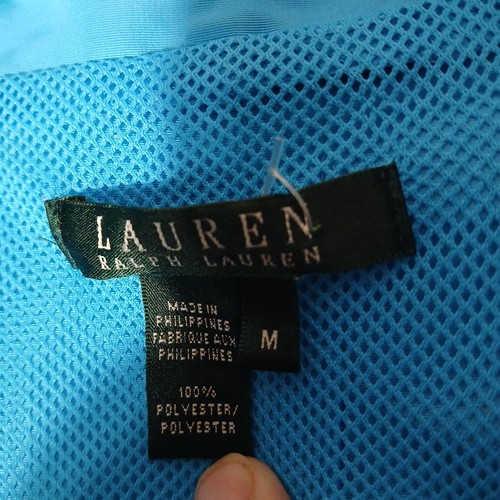 LAUREN
RALPH LAUREN
MADE IN
PHILIPPINES
FABRIQUE AUX
PHILIPPINES
M
100%
POLYESTER/
POLYESTER